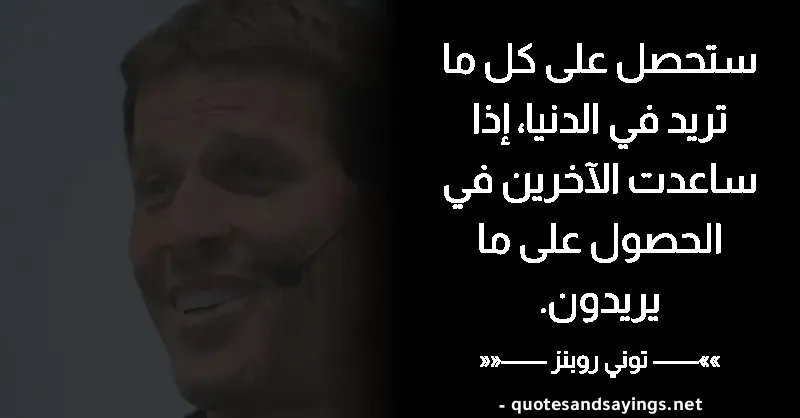 ستحصل على كل ما
تريد في الدنيا، إذا
ساعدت الآخرين في
الحصول على ما
يريدون.
»»—— توني روبنز ——««
- quotesandsayings.net